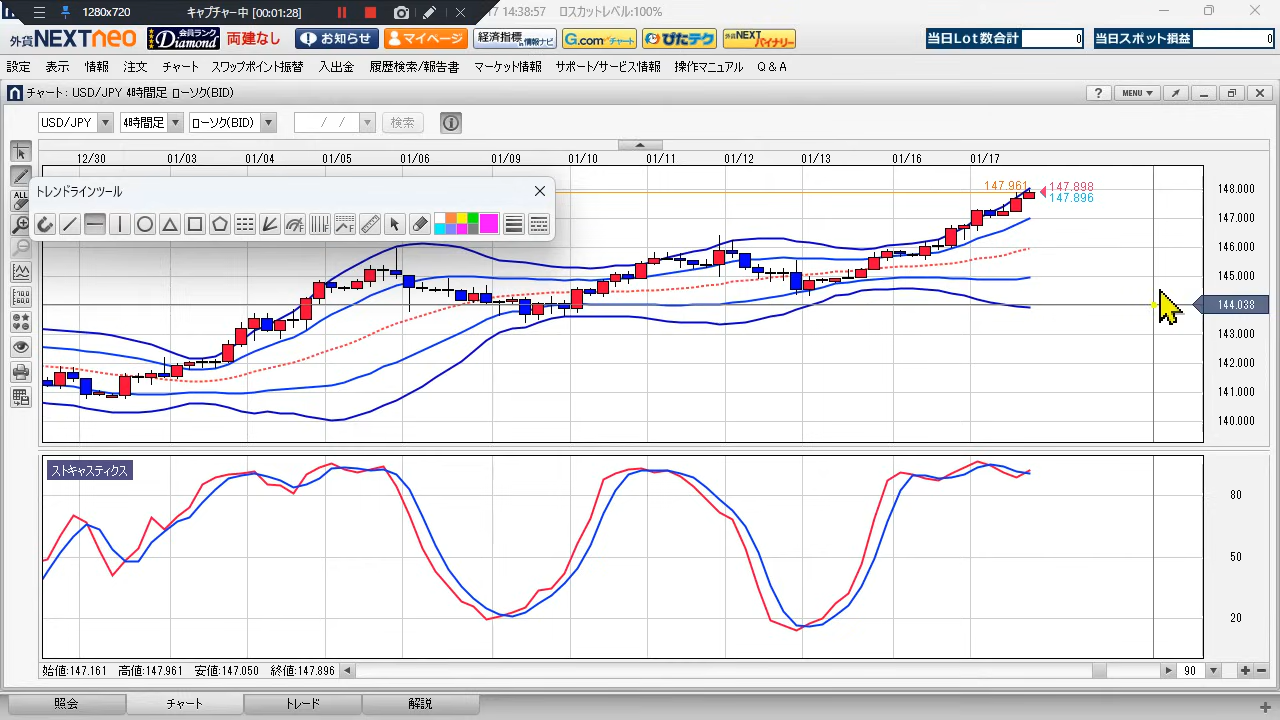 1280x720 キャプチャー中 [00:01:28]
17 14:38:57 ロスカットレベル:100%
外貨NEXTneo 会員ランク Diamond 両建なし お知らせ マイページ 経済指標 in情報ナビ G.comチャート ぴたテク 外貨NEXTバイナリー 当日Lot数合計 0 当日スポット損益 0
設定 表示 情報 注文 チャート スワップポイント振替 入出金 履歴検索/報告書 マーケット情報 サポート/サービス情報 操作マニュアル Q&A
チャート : USD/JPY 4時間足 ローソク(BID) ? MENU
USD/JPY 4時間足 ローソク(BID) / / 検索
12/30 01/03 01/04 01/05 01/06 01/09 01/10 01/11 01/12 01/13 01/16 01/17
トレンドラインツール
ALL
147.961 147.898
147.896
148.000
147.000
146.000
145.000
144.038
143.000
142.000
141.000
140.000
ストキャスティクス
80
50
20
始値:147.161 高値:147.961 安値:147.050 終値:147.896 90
照会 チャート トレード 解説